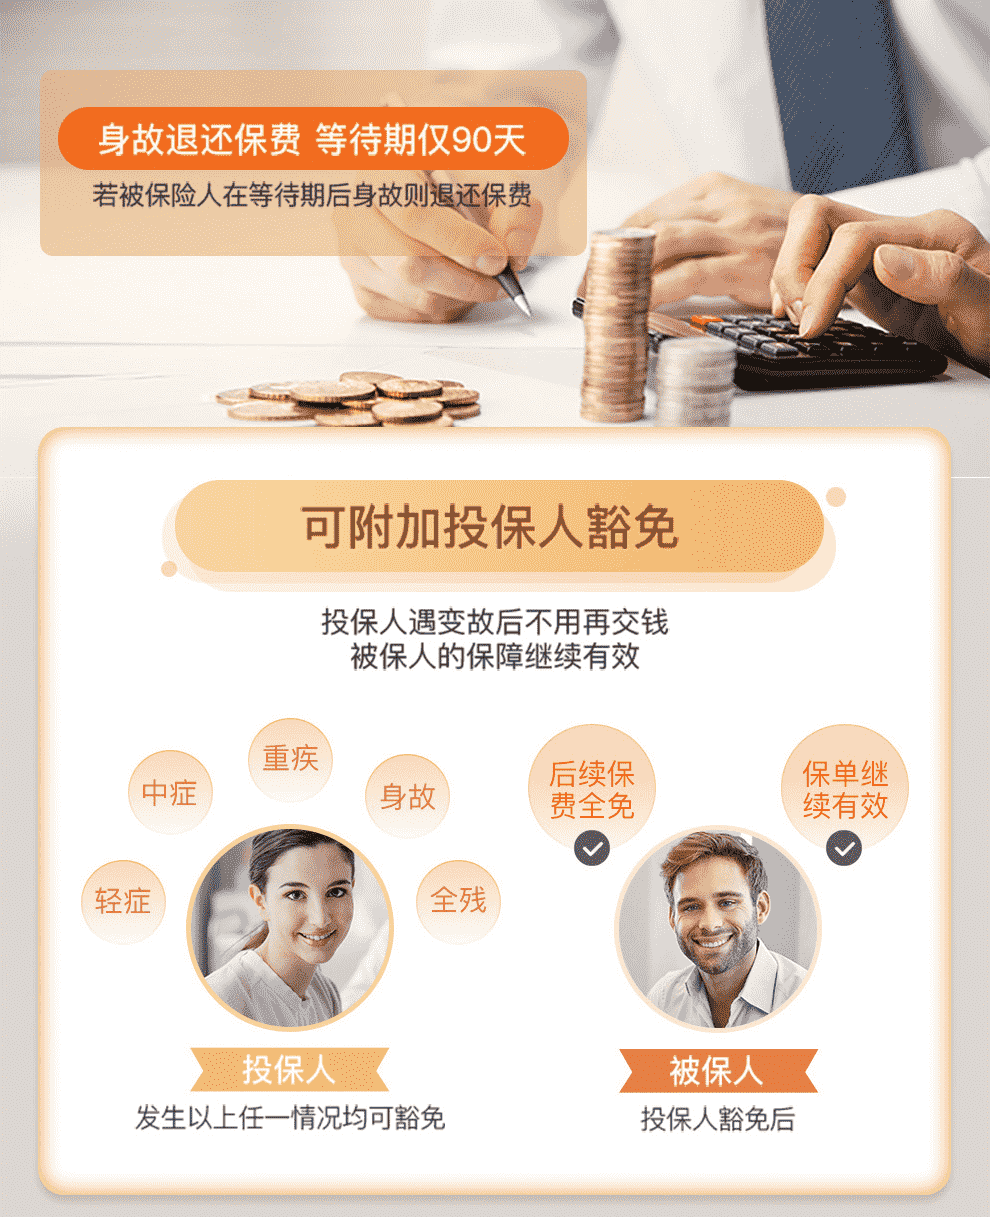 身故退还保费 等待期仅90天
若被保险人在等待期后身故则退还保费
可附加投保人豁免
投保人遇变故后不用再交钱
被保人的保障继续有效
重疾
中症
身故
轻症
全残
后续保
费全免
保单继
续有效
投保人
发生以上任一情况均可豁免
被保人
投保人豁免后